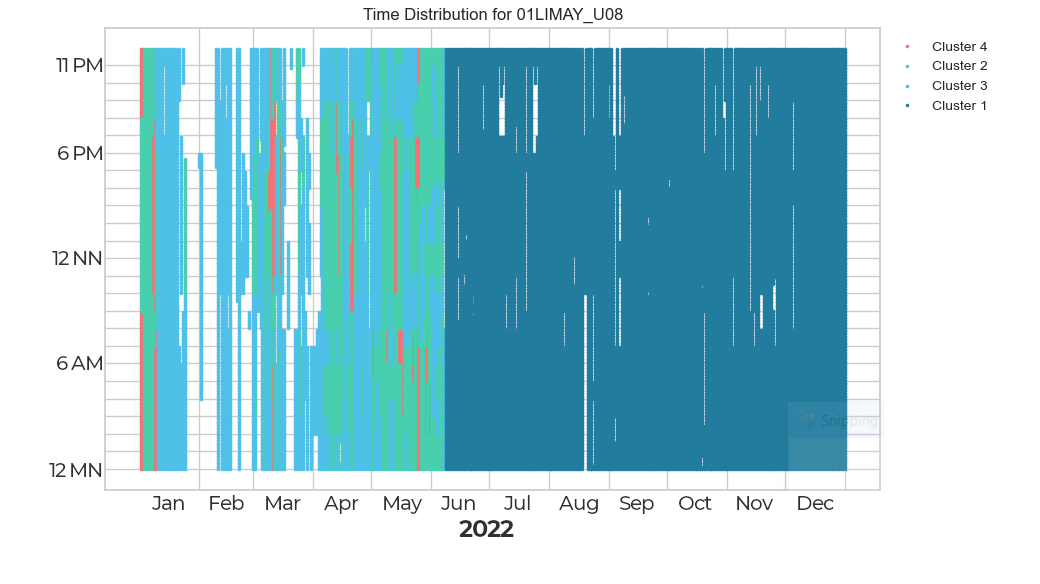 Time Distribution for 01LIMAY_U08
Cluster 4
Cluster 2
Cluster 3
Cluster 1
11 PM
6 PM
12 NN
6 AM
12 MN
Snipping
Jan Feb Mar Apr May Jun Jul Aug Sep Oct Nov Dec
2022